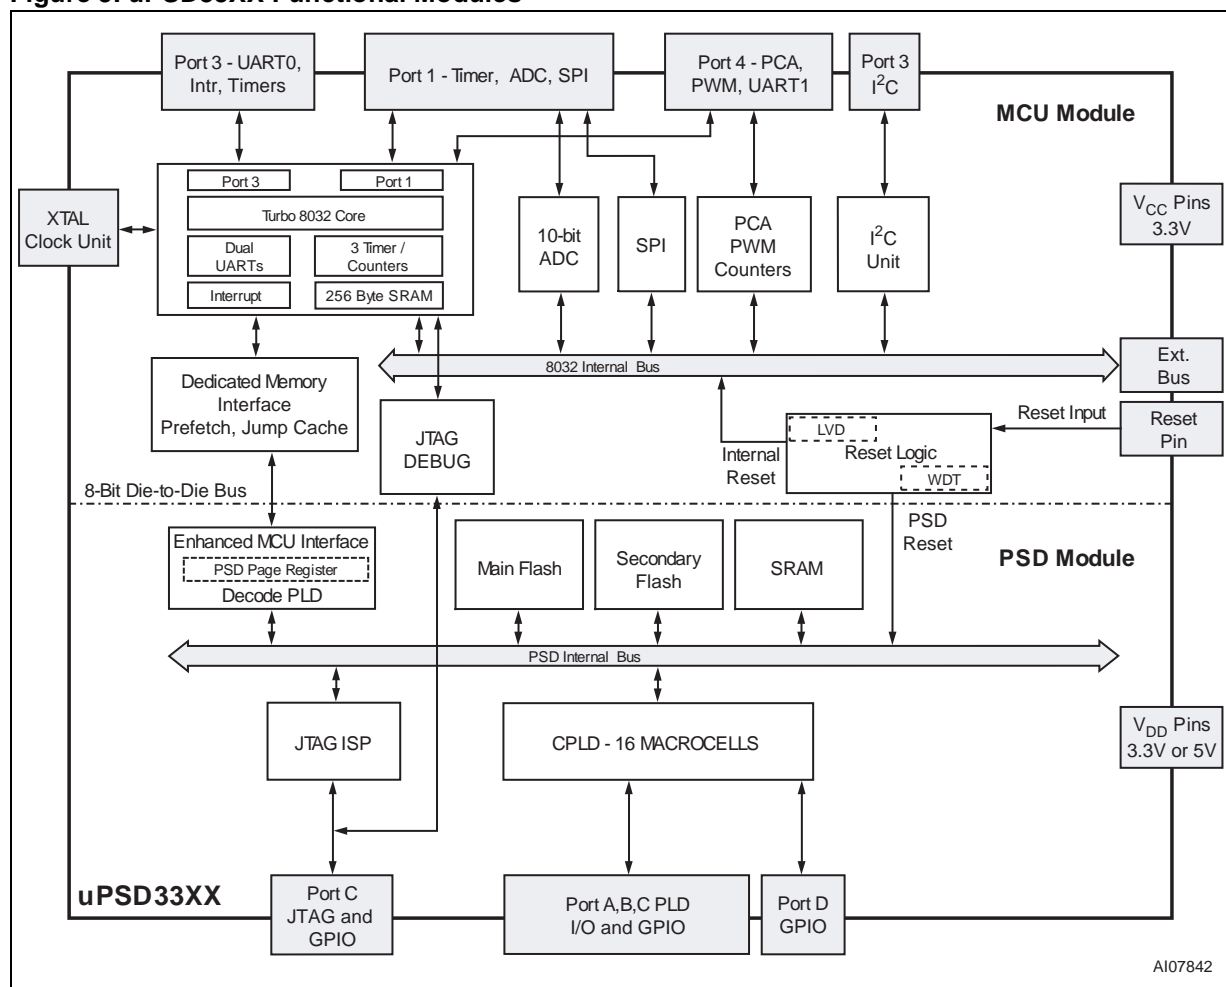 Port 3 - UART0,
Intr, Timers
Port 1 - Timer, ADC, SPI
Port 4 - PCA,
PWM, UART1
Port 3
I2C
MCU Module
XTAL
Clock Unit
Port 3
Port 1
Turbo 8032 Core
Dual
UARTs
3 Timer /
Counters
Interrupt
256 Byte SRAM
10-bit
ADC
SPI
PCA
PWM
Counters
I2C
Unit
VCC Pins
3.3V
8032 Internal Bus
Ext.
Bus
Dedicated Memory
Interface
Prefetch, Jump Cache
JTAG
DEBUG
Internal
Reset
LVD
Reset Logic
WDT
Reset Input
Reset
Pin
8-Bit Die-to-Die Bus
PSD
Reset
PSD Module
Enhanced MCU Interface
PSD Page Register
Decode PLD
Main Flash
Secondary
Flash
SRAM
PSD Internal Bus
JTAG ISP
CPLD - 16 MACROCELLS
VDD Pins
3.3V or 5V
uPSD33XX
Port C
JTAG and
GPIO
Port A,B,C PLD
I/O and GPIO
Port D
GPIO
AI07842